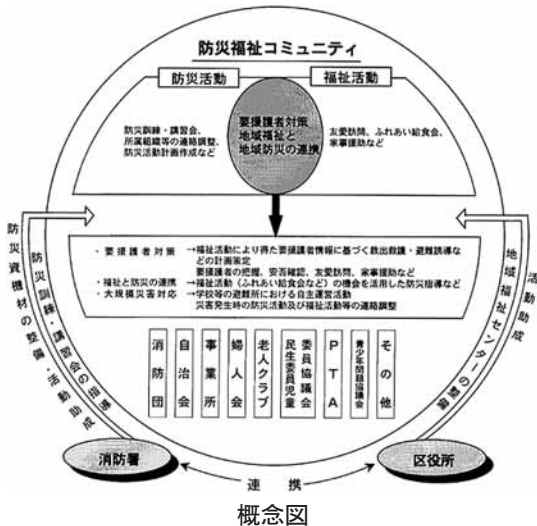 防災福祉コミュニティ
防災活動
福祉活動
要援護者対策
地域福祉と
地域防災の連携
防災訓練・講習会、
所属組織等の連絡調整、
防災活動計画作成など
友愛訪問、ふれあい給食会、
家事援助など
・要援護者対策 →福祉活動により得た要援護者情報に基づく救出救護・避難誘導な
どの計画策定
要援護者の把握、安否確認、友愛訪問、家事援助など
・福祉と防災の連携 →福祉活動（ふれあい給食会など）の機会を活用した防災指導など
・大規模災害対応 →学校等の避難所における自主運営活動
災害発生時の防災活動及び福祉活動等の連絡調整
消防団
自治会
事業所
婦人会
老人クラブ
民生委員児童
委員協議会
PTA
青少年問題協議会
その他
防災資機材の整備・活動助成
防災訓練・講習会の指導
地域福祉センターの整備
活動助成
消防署
区役所
連携
概念図